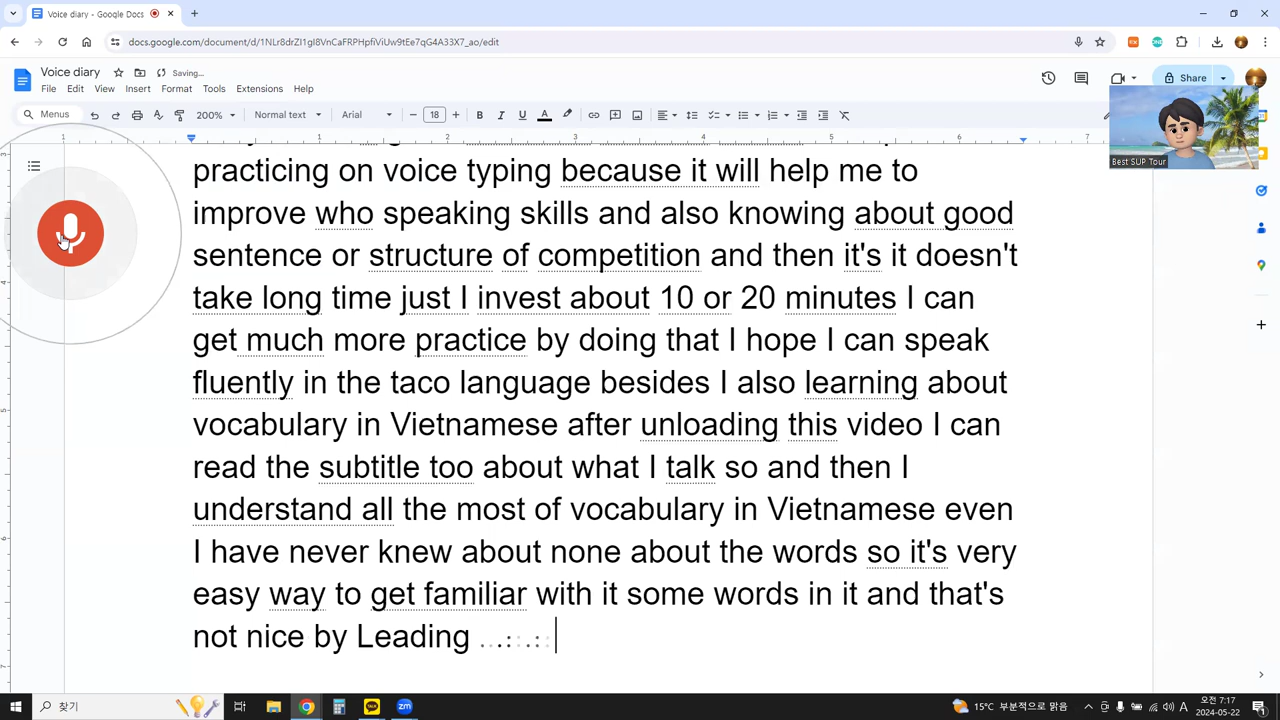 Voice diary - Google Docs
docs.google.com/document/d/1NLr8drZI1gI8VnCaFRPHpfiViUw9tEe7qG4A33X7_ao/edit
Voice diary
Saving…
File Edit View Insert Format Tools Extensions Help
Share
Menus
200%
Normal text
Arial
18
Best SUP Tour
practicing on voice typing because it will help me to
improve who speaking skills and also knowing about good
sentence or structure of competition and then it's it doesn't
take long time just I invest about 10 or 20 minutes I can
get much more practice by doing that I hope I can speak
fluently in the taco language besides I also learning about
vocabulary in Vietnamese after unloading this video I can
read the subtitle too about what I talk so and then I
understand all the most of vocabulary in Vietnamese even
I have never knew about none about the words so it's very
easy way to get familiar with it some words in it and that's
not nice by Leading
찾기
15°C 부분적으로 맑음
A
오전 7:17
2024-05-22